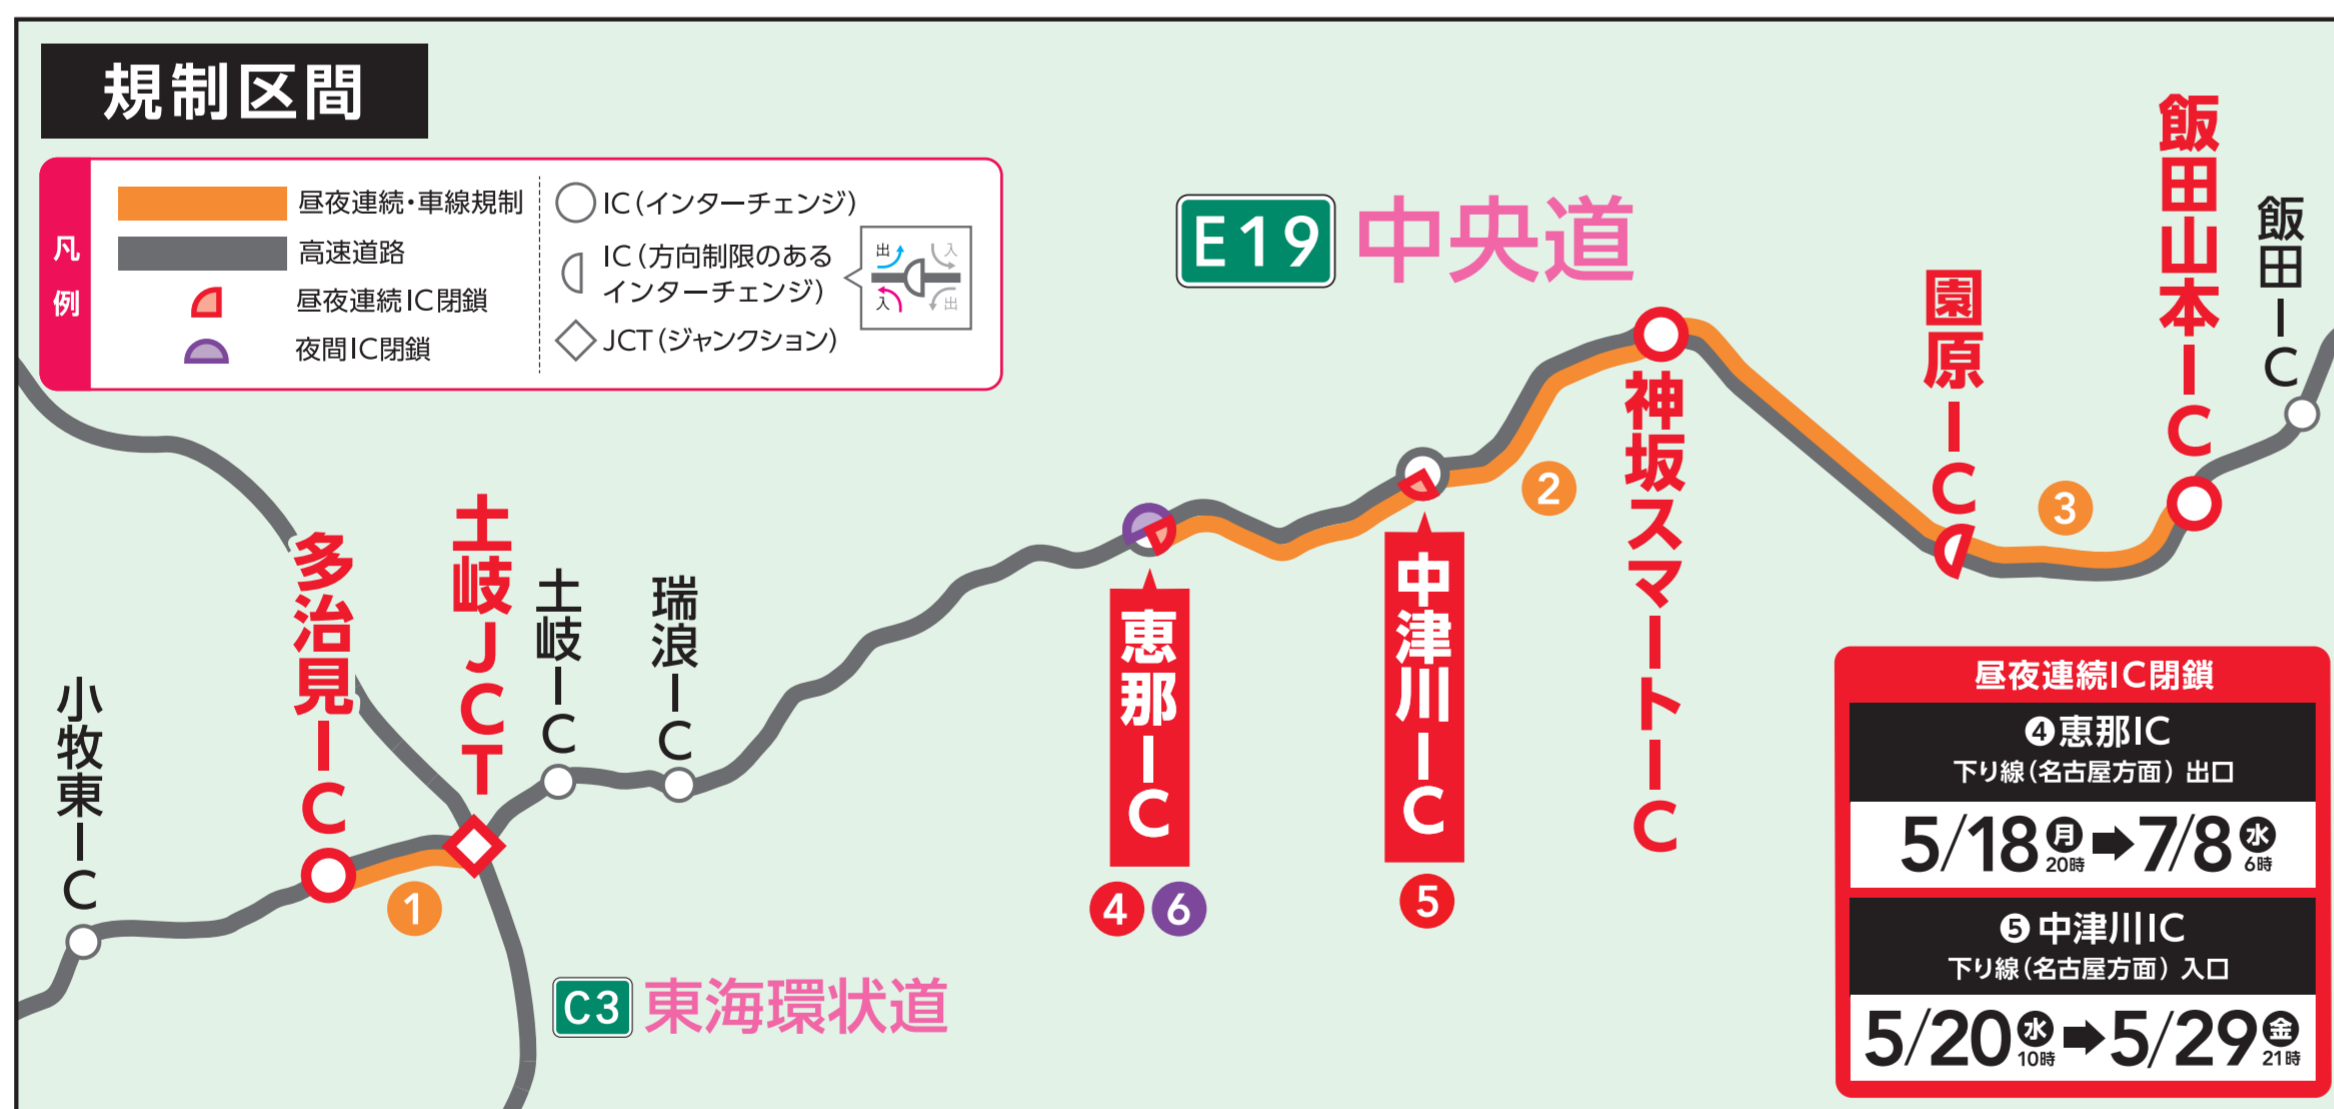 規制区間
凡例
昼夜連続・車線規制
高速道路
昼夜連続IC閉鎖
夜間IC閉鎖
IC(インターチェンジ)
IC(方向制限のある
インターチェンジ)
出
入
入
出
JCT(ジャンクション)
E19
中央道
飯田山本IC
飯田IC
園原IC
神坂スマートIC
2
3
中津川IC
5
恵那IC
4
6
瑞浪IC
土岐IC
土岐JCT
多治見IC
1
小牧東IC
C3
東海環状道
昼夜連続IC閉鎖
❹恵那IC
下り線(名古屋方面)出口
5/18月20時➡7/8水6時
❺中津川IC
下り線(名古屋方面)入口
5/20水10時➡5/29金21時